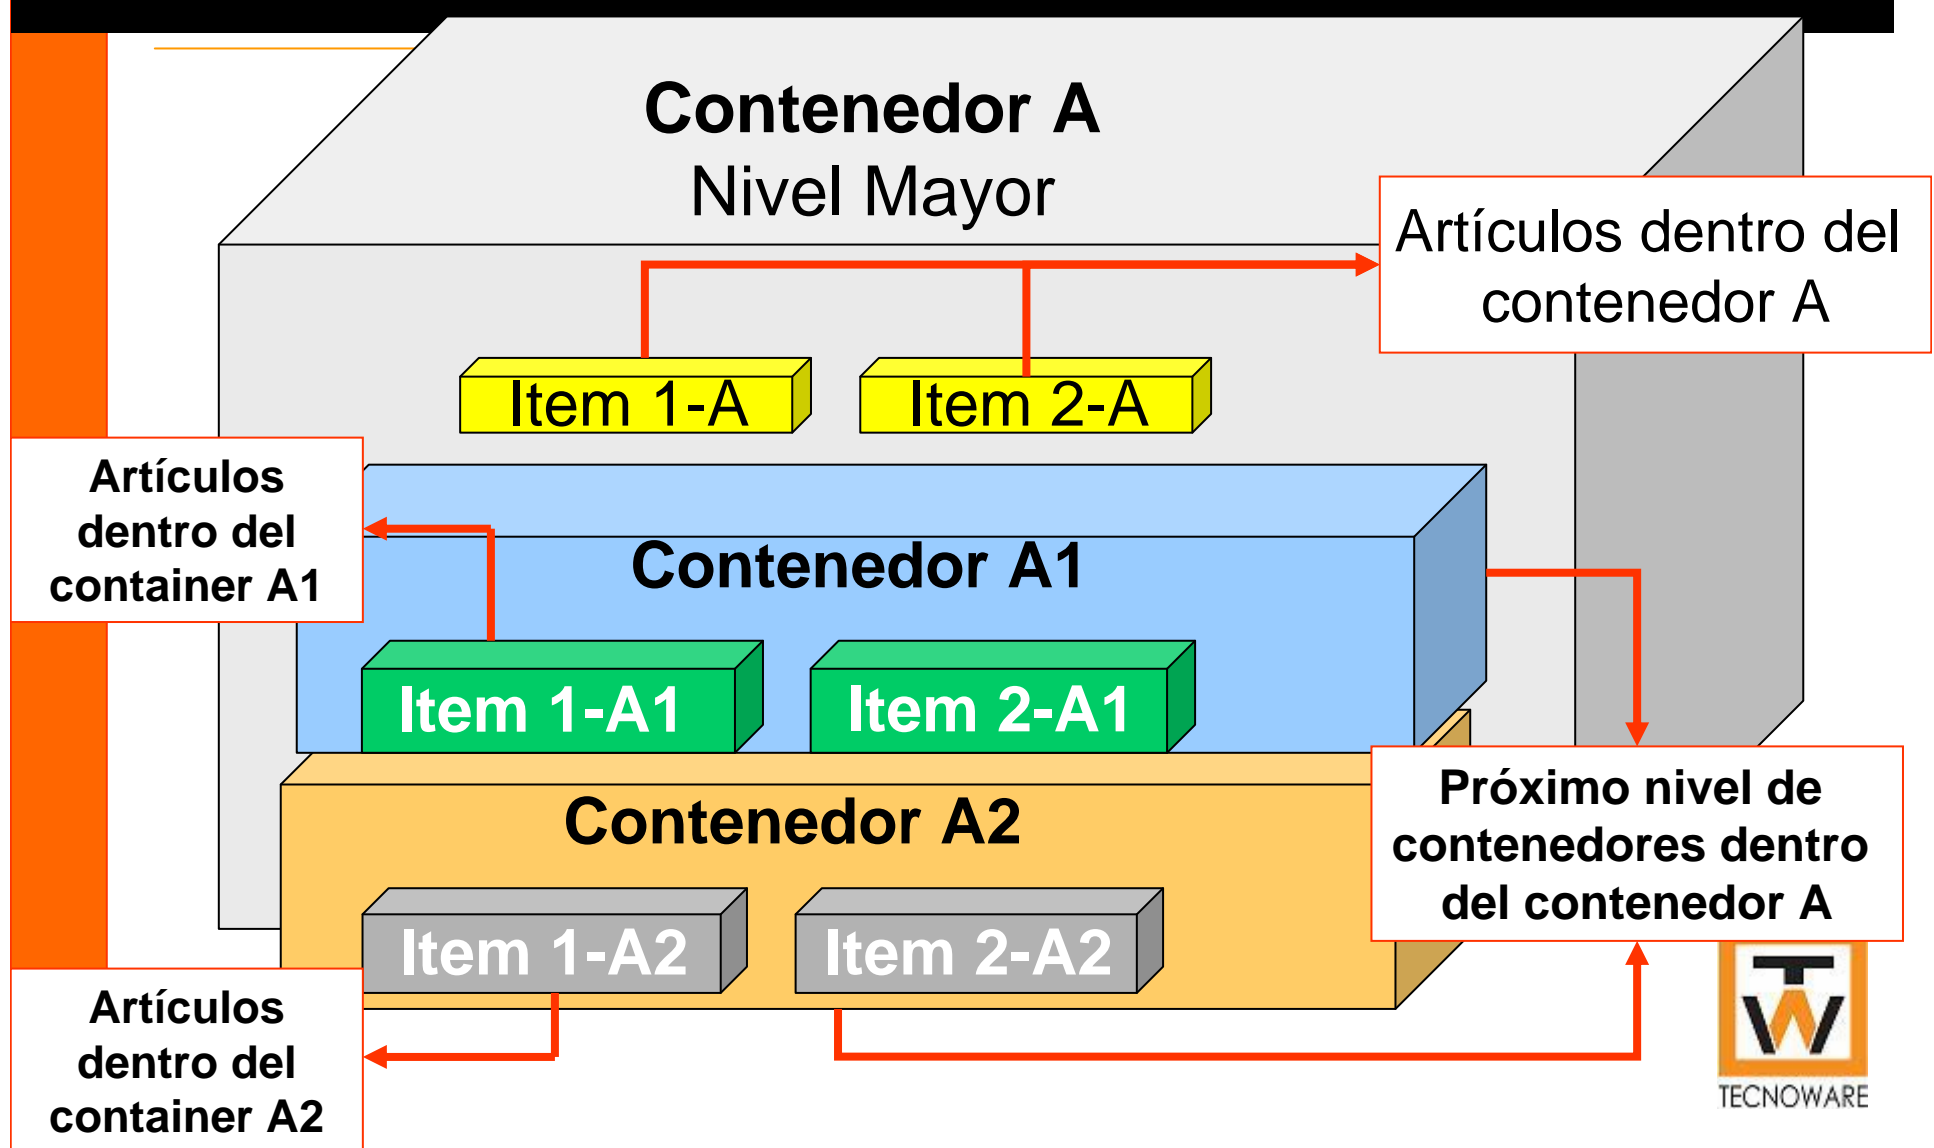 Contenedor A
Nivel Mayor
Artículos dentro del
contenedor A
Item 1-A
Item 2-A
Artículos
dentro del
container A1
Contenedor A1
Item 1-A1
Item 2-A1
Contenedor A2
Próximo nivel de
contenedores dentro
del contenedor A
Item 1-A2
Item 2-A2
Artículos
dentro del
container A2
TW
TECNOWARE